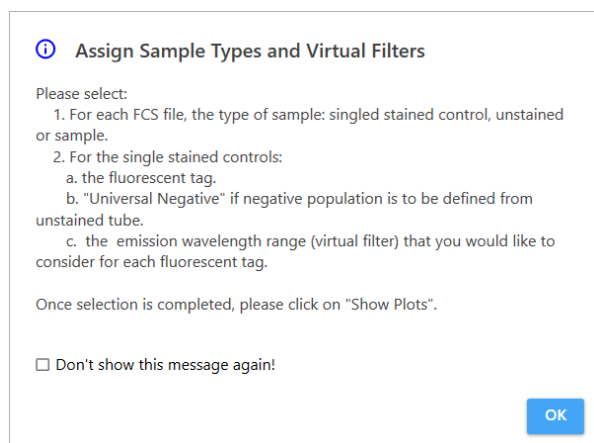 Assign Sample Types and Virtual Filters
Please select:
1. For each FCS file, the type of sample: singled stained control, unstained
or sample.
2. For the single stained controls:
a. the fluorescent tag.
b. "Universal Negative" if negative population is to be defined from
unstained tube.
c. the emission wavelength range (virtual filter) that you would like to
consider for each fluorescent tag.
Once selection is completed, please click on "Show Plots".
Don't show this message again!
OK